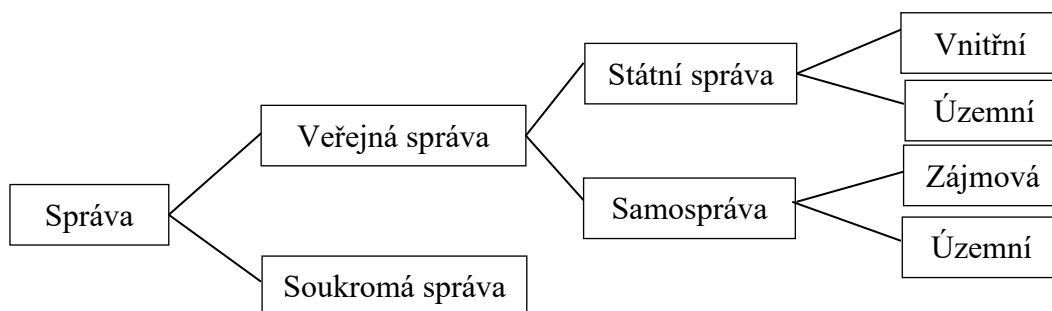 Vnitřní
Státní správa
Územní
Veřejná správa
Zájmová
Správa
Samospráva
Územní
Soukromá správa